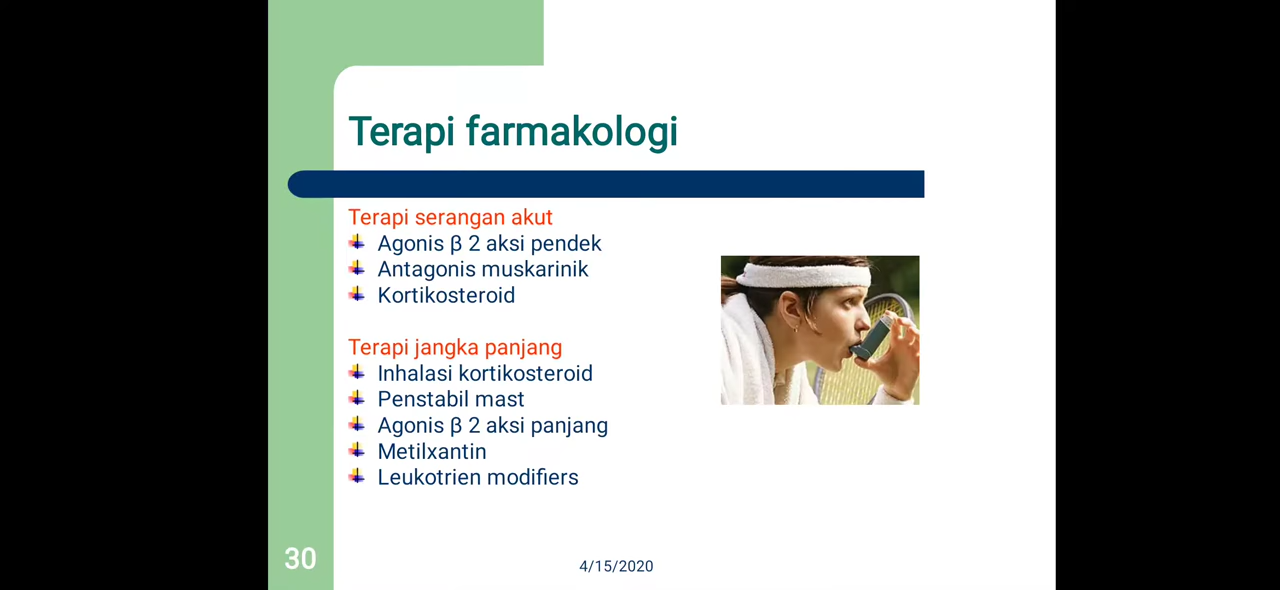 Terapi farmakologi
Terapi serangan akut
Agonis β 2 aksi pendek
Antagonis muskarinik
Kortikosteroid
Terapi jangka panjang
Inhalasi kortikosteroid
Penstabil mast
Agonis β 2 aksi panjang
Metilxantin
Leukotrien modifiers
30
4/15/2020